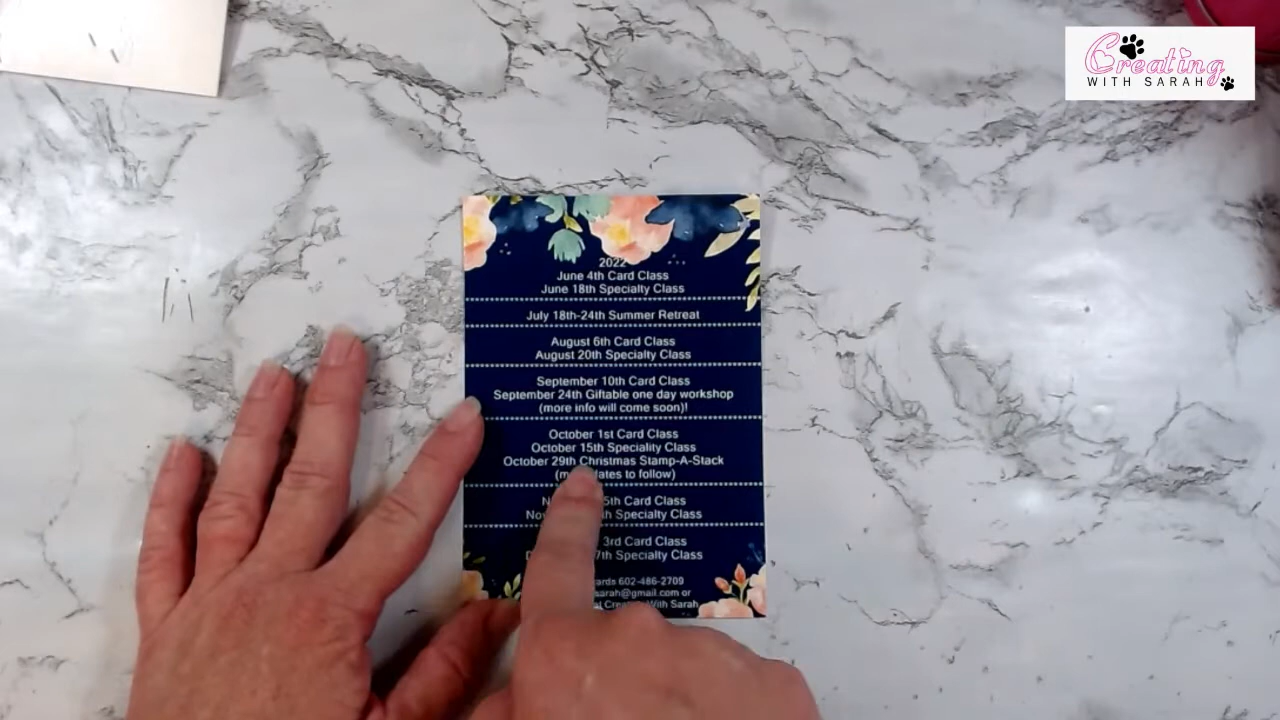 Creating
WITH SARAH
2022
June 4th Card Class
June 18th Specialty Class
July 18th-24th Summer Retreat
August 6th Card Class
August 20th Specialty Class
September 10th Card Class
September 24th Giftable one day workshop
(more info will come soon)!
October 1st Card Class
October 15th Speciality Class
October 29th Christmas Stamp-A-Stack
dates to follow)
5th Card Class
Specialty Class
3rd Card Class
7th Specialty Class
602-486-2709
sarah@gmail.com or
With Sarah